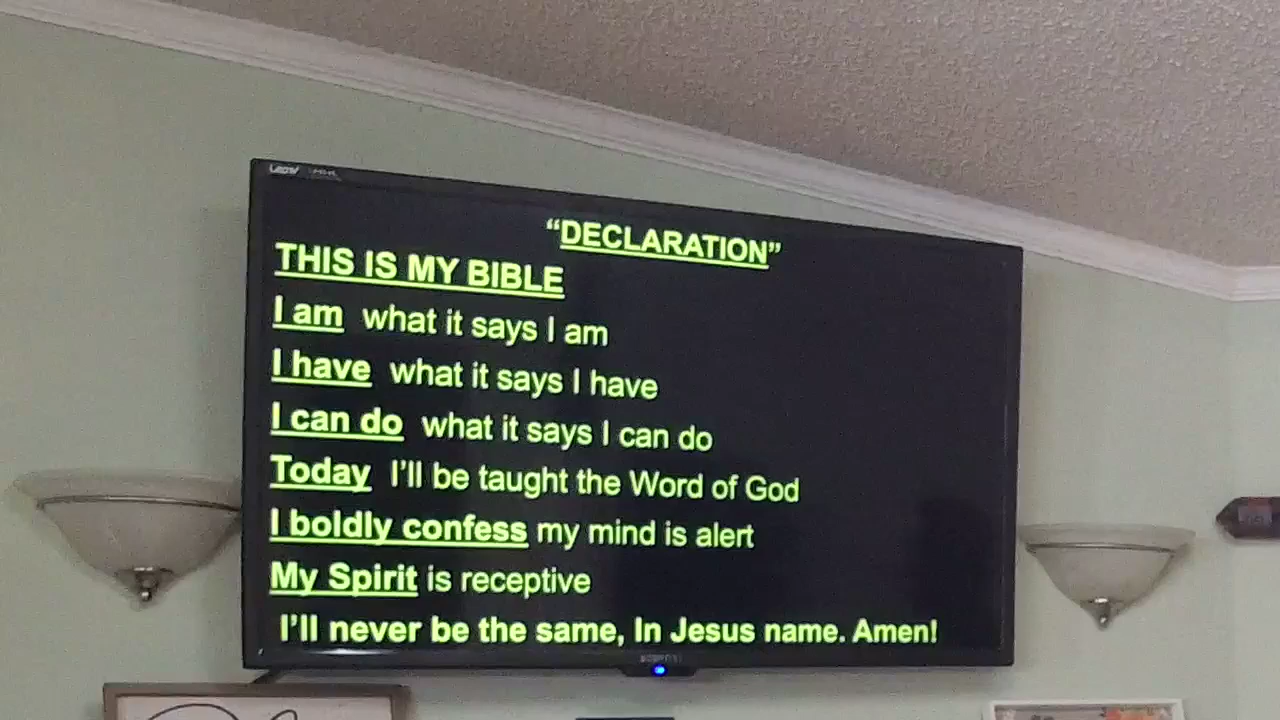 “DECLARATION”
THIS IS MY BIBLE
I am what it says I am
I have what it says I have
I can do what it says I can do
Today I’ll be taught the Word of God
I boldly confess my mind is alert
My Spirit is receptive
I’ll never be the same, In Jesus name. Amen!